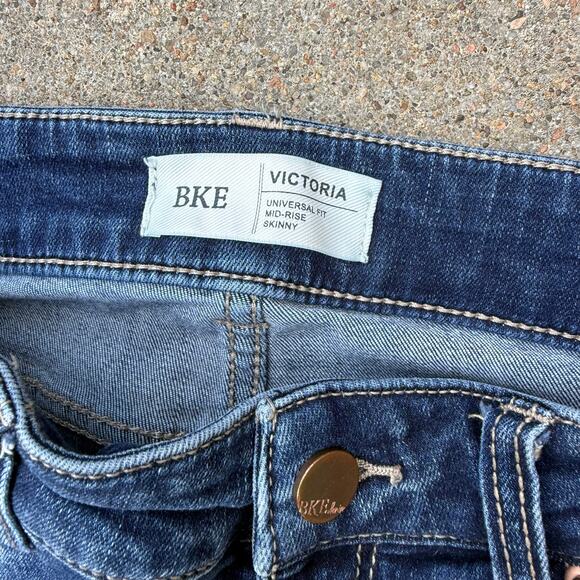 BKE
VICTORIA
UNIVERSAL FIT
MID-RISE
SKINNY
BKE